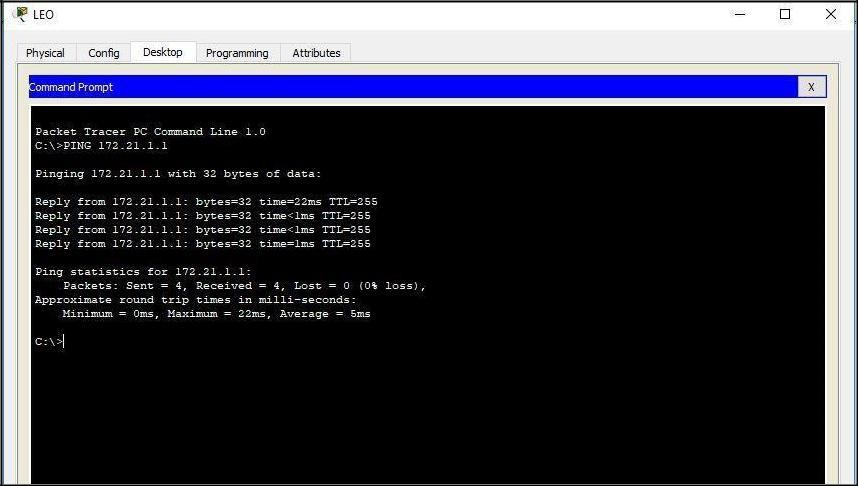 LEO
Physical Config Desktop Programming Attributes
Command Prompt X
Packet Tracer PC Command Line 1.0
C:\>PING 172.21.1.1
Pinging 172.21.1.1 with 32 bytes of data:
Reply from 172.21.1.1: bytes=32 time=22ms TTL=255
Reply from 172.21.1.1: bytes=32 time<1ms TTL=255
Reply from 172.21.1.1: bytes=32 time<1ms TTL=255
Reply from 172.21.1.1: bytes=32 time=1ms TTL=255
Ping statistics for 172.21.1.1:
Packets: Sent = 4, Received = 4, Lost = 0 (0% loss),
Approximate round trip times in milli-seconds:
Minimum = 0ms, Maximum = 22ms, Average = 5ms
C:\>